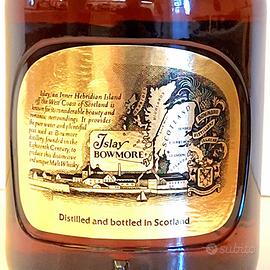 Islay, an Inner Hebridian Island
off the West Coast of Scotland is
known for its considerable beauty and
romantic surroundings. It provides
the pure water and plentiful
peat used at Bowmore
distillery, founded in the
Eighteenth Century, to
produce this distinctive
and unique Malt Whisky.
Islay
BOWMORE
SCOTLAND
Distilled and bottled in Scotland
subito